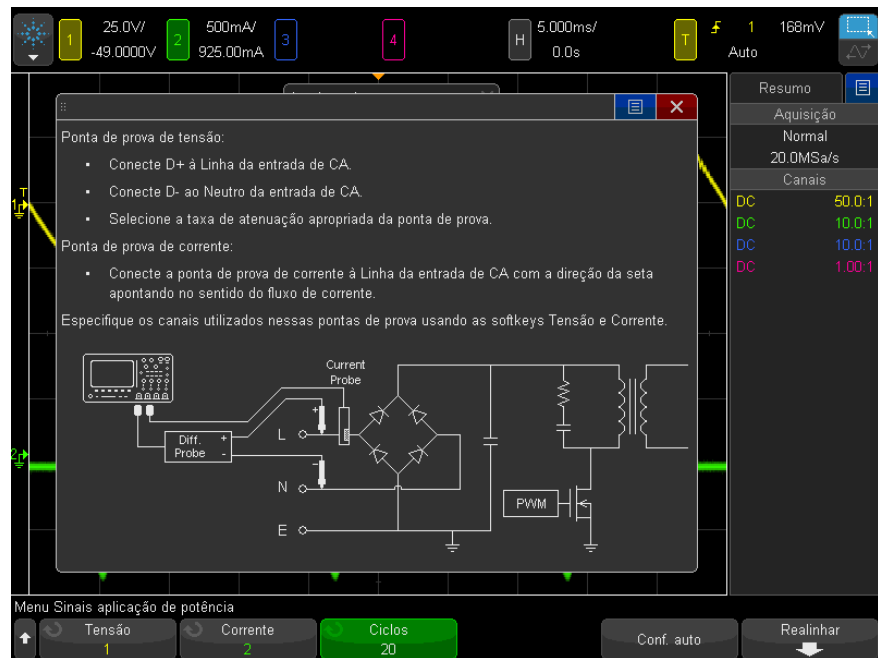 1 25.0V/ -49.0000V
2 500mA/ 925.00mA
3
4
H 5.000ms/ 0.0s
T 1 168mV
Auto
Resumo
Aquisição
Normal
20.0MSa/s
Canais
DC 50.0:1
DC 10.0:1
DC 10.0:1
DC 1.00:1
Ponta de prova de tensão:
▪ Conecte D+ à Linha da entrada de CA.
▪ Conecte D- ao Neutro da entrada de CA.
▪ Selecione a taxa de atenuação apropriada da ponta de prova.
Ponta de prova de corrente:
▪ Conecte a ponta de prova de corrente à Linha da entrada de CA com a direção da seta
apontando no sentido do fluxo de corrente.
Especifique os canais utilizados nessas pontas de prova usando as softkeys Tensão e Corrente.
Current
Probe
Diff.
Probe
+
-
+
-
L
N
E
PWM
T
1
2
Menu Sinais aplicação de potência
Tensão
1
Corrente
2
Ciclos
20
Conf. auto
Realinhar